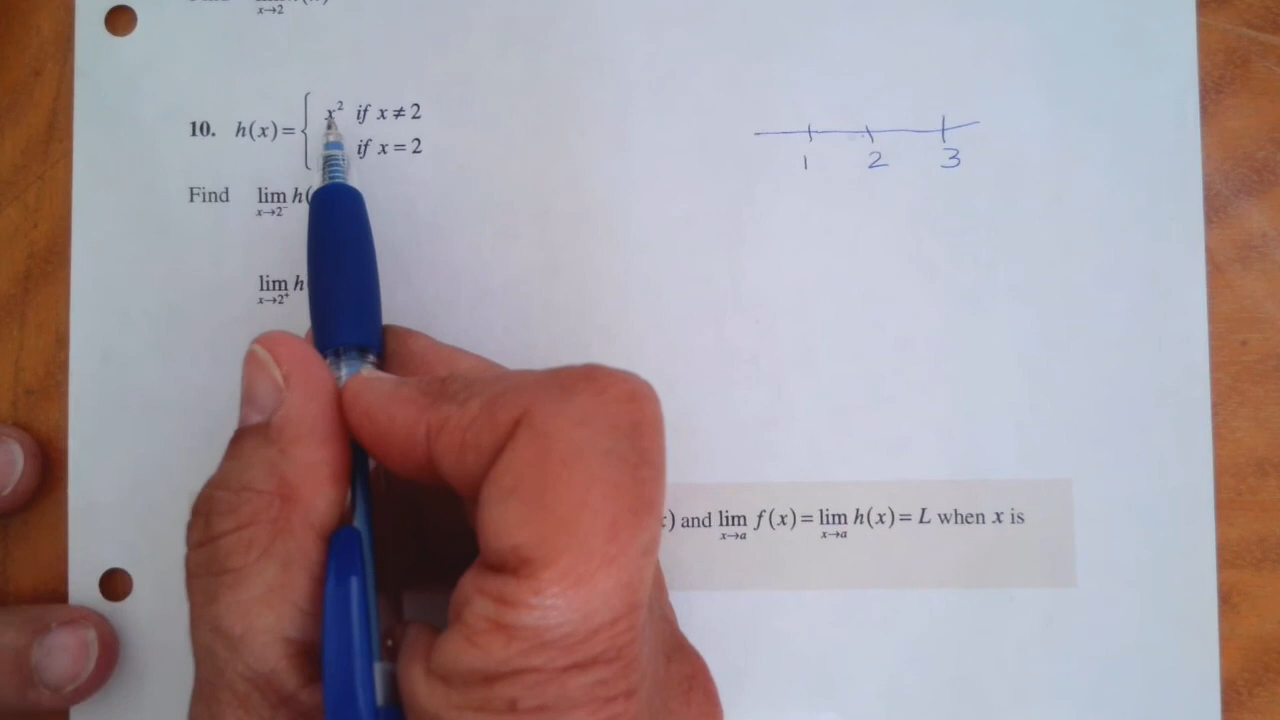 x→2
10. h(x) = { x² if x ≠ 2
if x = 2
Find lim h(
x→2⁻
lim h
x→2⁺
1 2 3
) and lim f(x) = lim h(x) = L when x is
x→a x→a